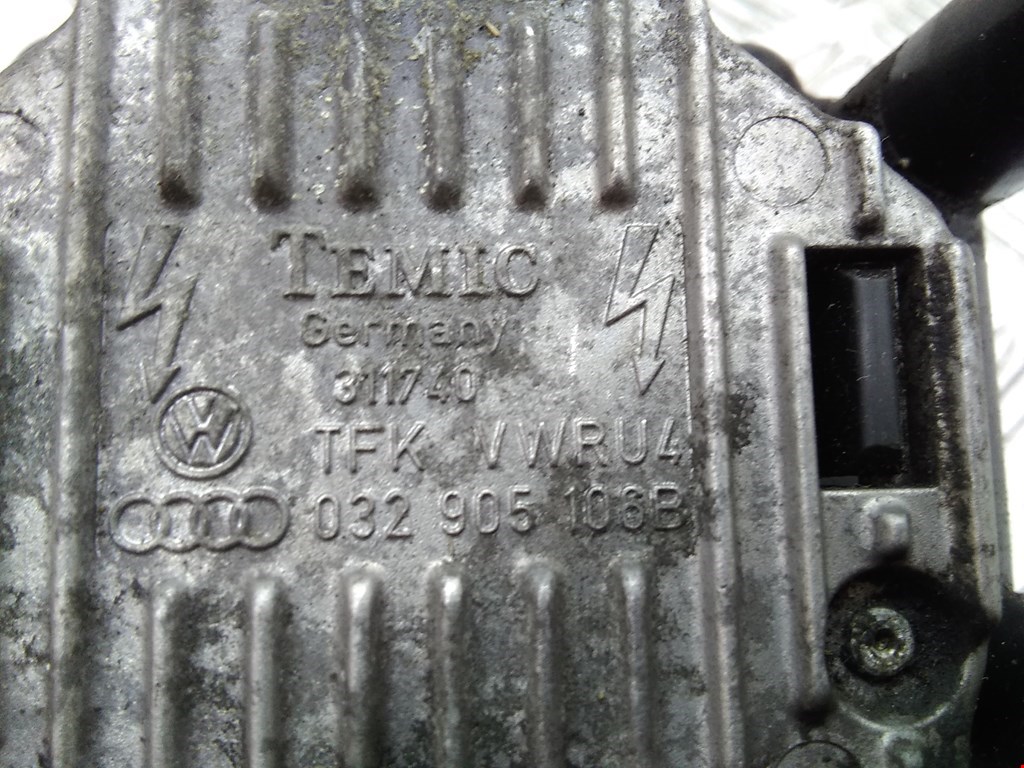 TEMIC
Germany
311740
TFK VWRU4
032 905 106B